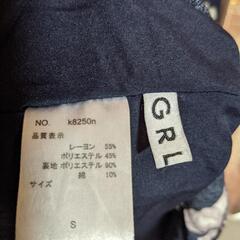 NO. k8250n
品質表示
レーヨン 55%
ポリエステル 45%
裏地 ポリエステル 90%
綿 10%
サイズ
S
GRL